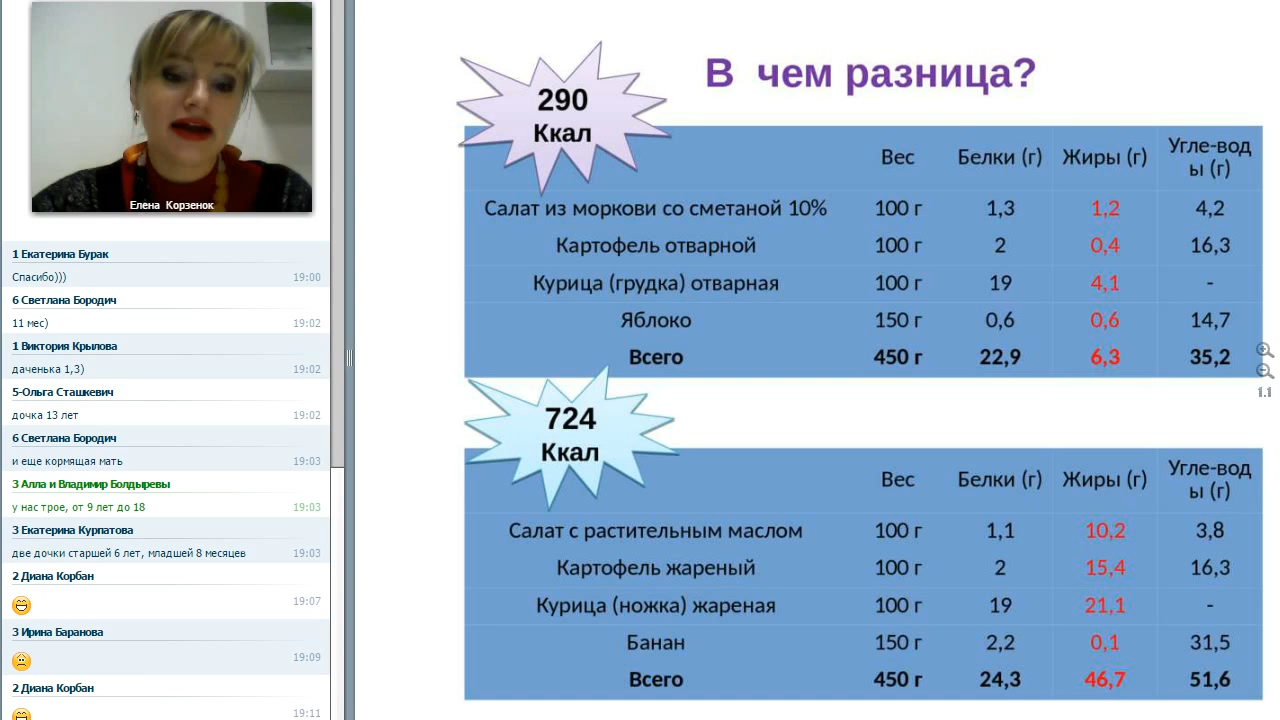 Елена Корзенок
1 Екатерина Бурак
Спасибо)))
19:00
6 Светлана Бородич
11 мес)
19:02
1 Виктория Крылова
даченька 1,3)
19:02
5-Ольга Сташкевич
дочка 13 лет
19:02
6 Светлана Бородич
и еще кормящая мать
19:03
3 Алла и Владимир Болдыревы
у нас трое, от 9 лет до 18
19:03
3 Екатерина Курпатова
две дочки старшей 6 лет, младшей 8 месяцев
19:03
2 Диана Корбан
19:07
3 Ирина Баранова
19:09
2 Диана Корбан
19:11
В чем разница?
290
Ккал
Вес Белки (г) Жиры (г) Угле-вод
ы (г)
Салат из моркови со сметаной 10% 100 г 1,3 1,2 4,2
Картофель отварной 100 г 2 0,4 16,3
Курица (грудка) отварная 100 г 19 4,1 -
Яблоко 150 г 0,6 0,6 14,7
Всего 450 г 22,9 6,3 35,2
1.1
724
Ккал
Вес Белки (г) Жиры (г) Угле-вод
ы (г)
Салат с растительным маслом 100 г 1,1 10,2 3,8
Картофель жареный 100 г 2 15,4 16,3
Курица (ножка) жареная 100 г 19 21,1 -
Банан 150 г 2,2 0,1 31,5
Всего 450 г 24,3 46,7 51,6